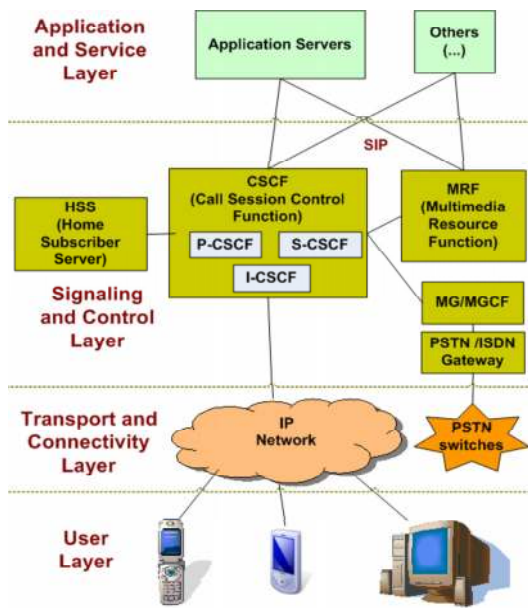 Application
and Service
Layer
Application Servers
Others
(...)
SIP
HSS
(Home
Subscriber
Server)
CSCF
(Call Session Control
Function)
P-CSCF
S-CSCF
I-CSCF
MRF
(Multimedia
Resource
Function)
Signaling
and Control
Layer
MG/MGCF
PSTN /ISDN
Gateway
Transport and
Connectivity
Layer
IP
Network
PSTN
switches
User
Layer